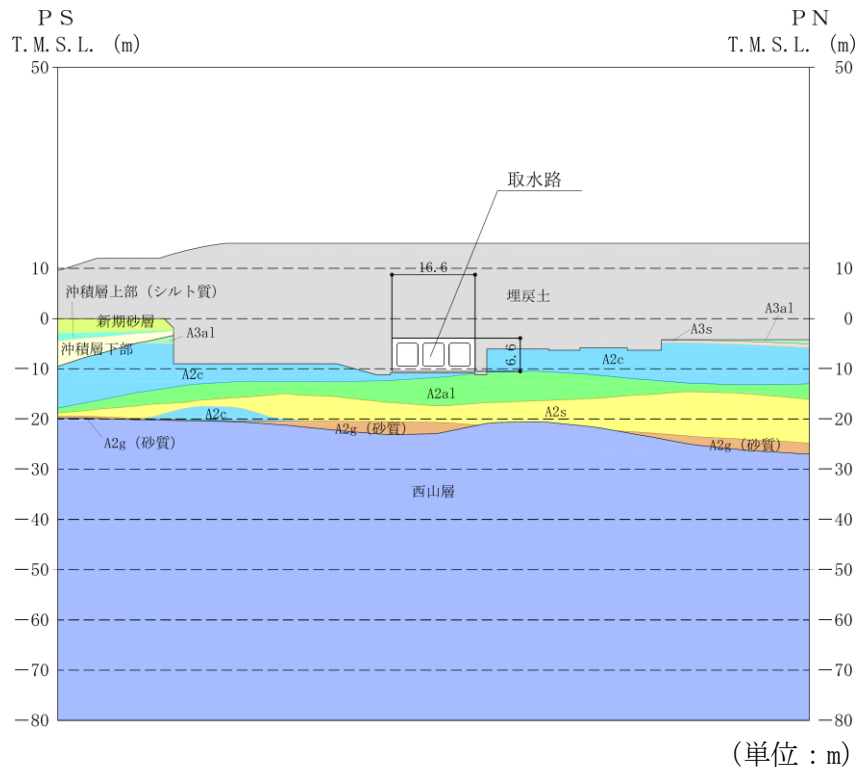 ＰＳ
T.M.S.L. (m)
ＰＮ
T.M.S.L. (m)
50
50
取水路
10
10
16.6
沖積層上部（シルト質）
埋戻土
A3al
0
0
新期砂層
A3al
A3s
沖積層下部
6.6
−10
−10
A2c
A2c
A2al
−20
−20
A2c
A2s
A2g（砂質）
A2g（砂質）
A2g（砂質）
−30
−30
西山層
−40
−40
−50
−50
−60
−60
−70
−70
−80
−80
（単位：m）